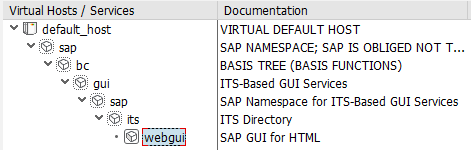 Virtual Hosts / Services Documentation
default_host VIRTUAL DEFAULT HOST
sap SAP NAMESPACE; SAP IS OBLIGED NOT T...
bc BASIS TREE (BASIS FUNCTIONS)
gui ITS-Based GUI Services
sap SAP Namespace for ITS-Based GUI Services
its ITS Directory
webgui SAP GUI for HTML